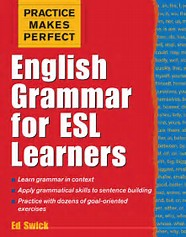 PRACTICE
MAKES
PERFECT
English
Grammar
for ESL
Learners
Learn grammar in context
Apply grammatical skills to sentence building
Practice with dozens of goal-oriented
exercises
Ed Swick